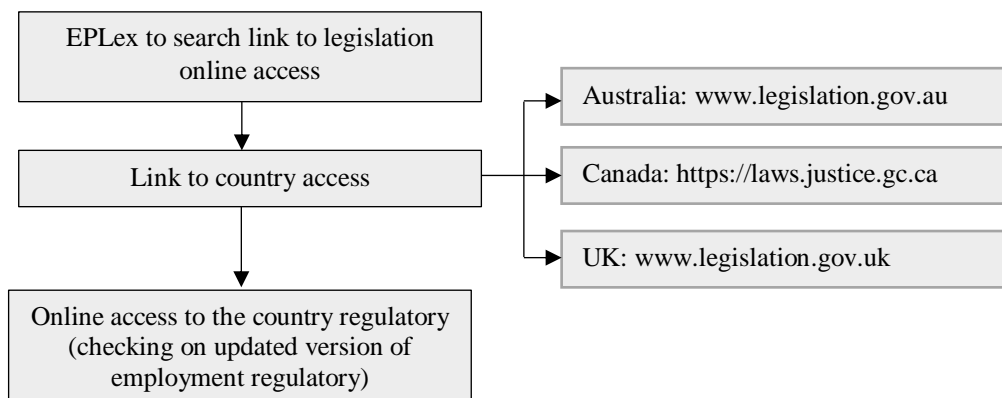 EPLex to search link to legislation
online access
Link to country access
Online access to the country regulatory
(checking on updated version of
employment regulatory)
Australia: www.legislation.gov.au
Canada: https://laws.justice.gc.ca
UK: www.legislation.gov.uk